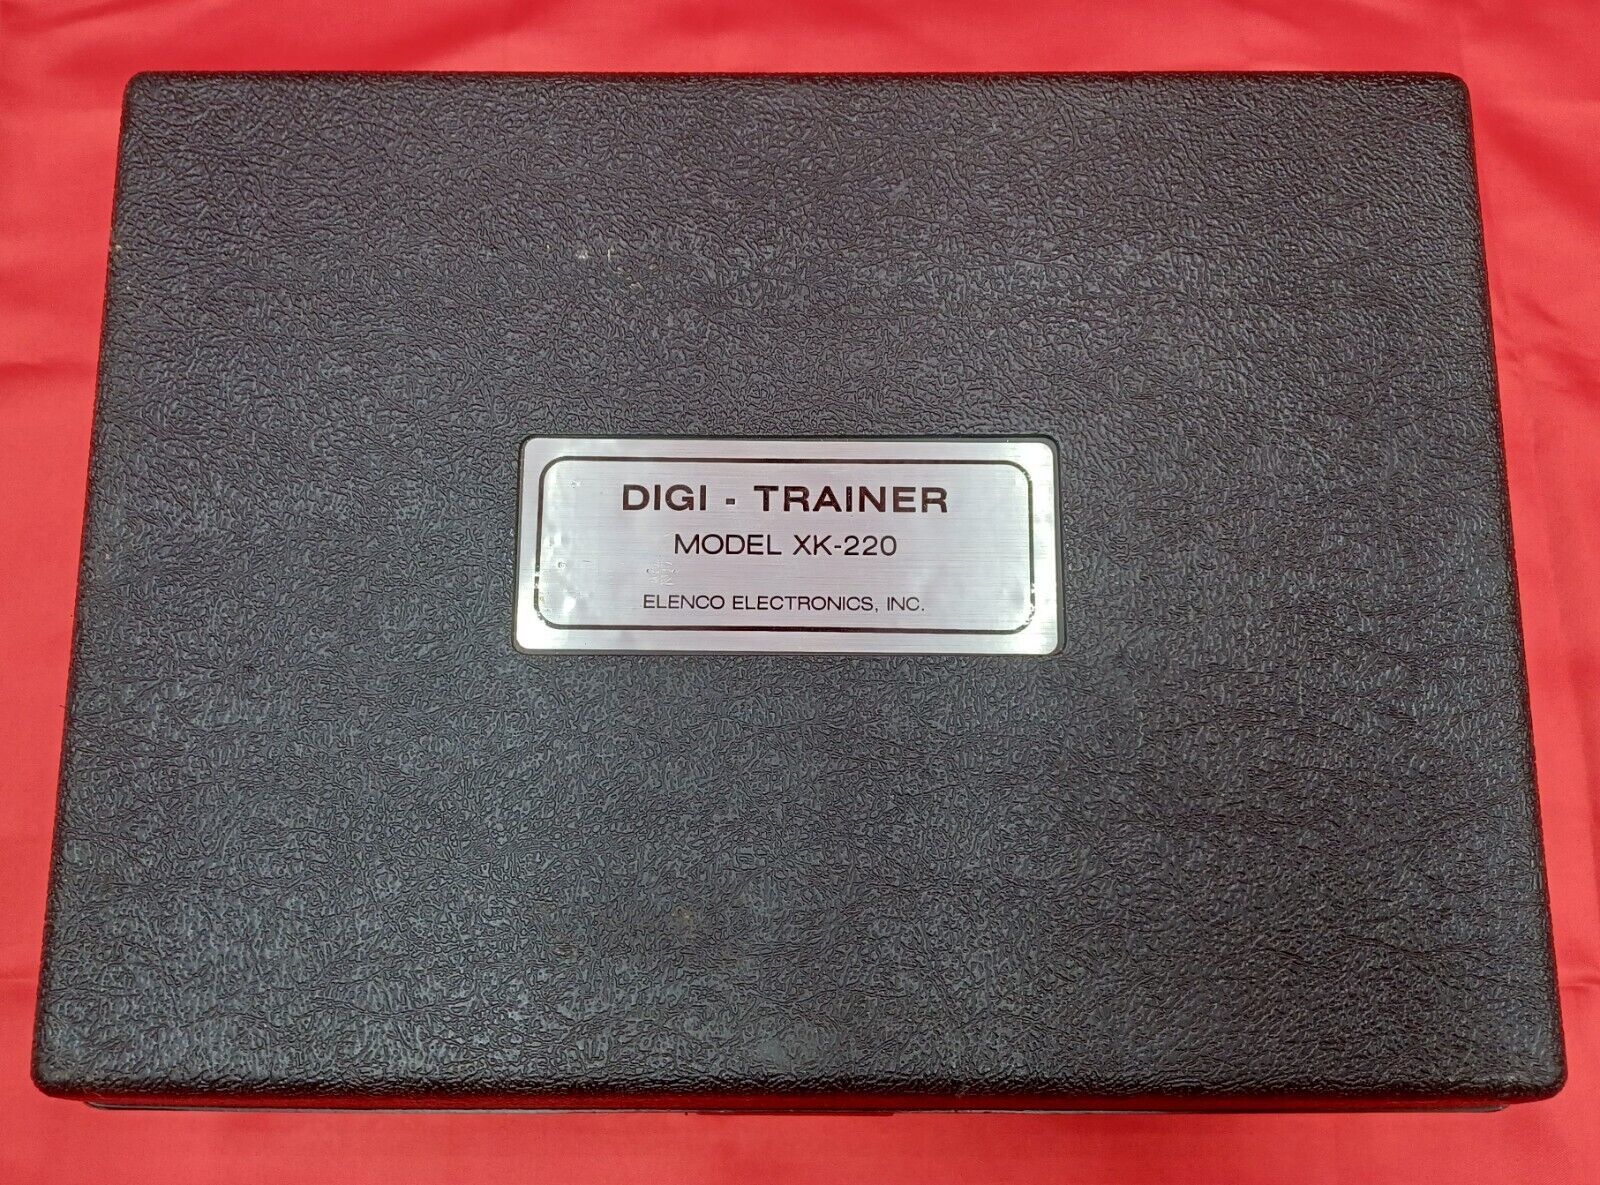 DIGI - TRAINER
MODEL XK-220
ELENCO ELECTRONICS, INC.